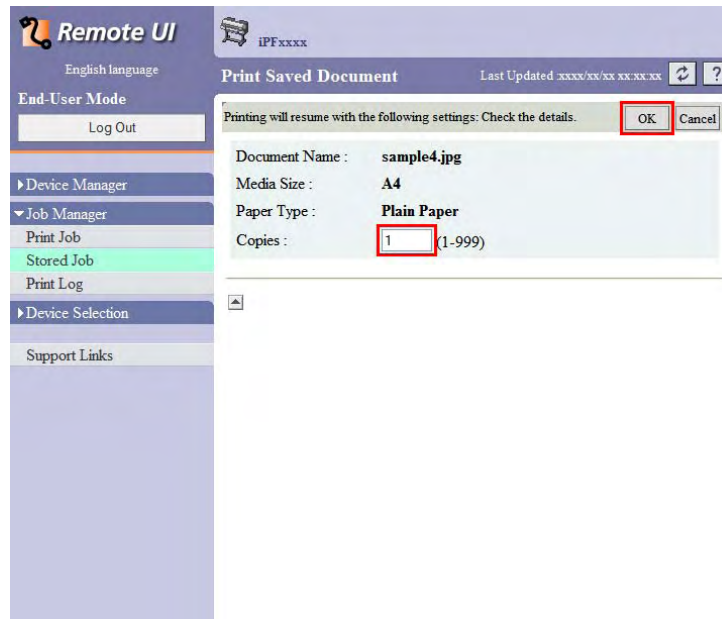 Remote UI
English language
End-User Mode
Log Out
Device Manager
Job Manager
Print Job
Stored Job
Print Log
Device Selection
Support Links
iPFxxxx
Print Saved Document Last Updated :xxxx/xx/xx xx:xx:xx ?
Printing will resume with the following settings: Check the details. OK Cancel
Document Name : sample4.jpg
Media Size : A4
Paper Type : Plain Paper
Copies : 1 (1-999)